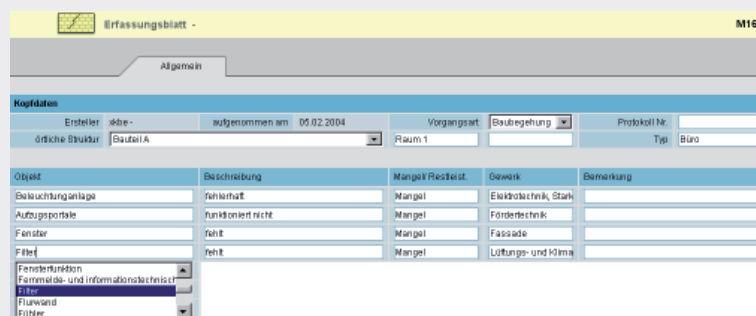 Erfassungsblatt - M16
Allgemein
Kopfdaten
Ersteller xkbe - aufgenommen am 05.02.2004 Vorgangsart Baubegehung Protokoll Nr.
örtliche Struktur Bauteil A Raum 1 Typ Büro
Objekt Beschreibung Mangel/ Restleist. Gewerk Bemerkung
Beleuchtunganlage fehlerhaft Mangel Elektrotechnik, Stark
Aufzugsportale funktioniert nicht Mangel Fördertechnik
Fenster fehlt Mangel Fassade
Filter fehlt Mangel Lüftungs- und Klima
Fensterfunktion
Fernmelde- und informationstechnisch
Filter
Flurwand
Fühler